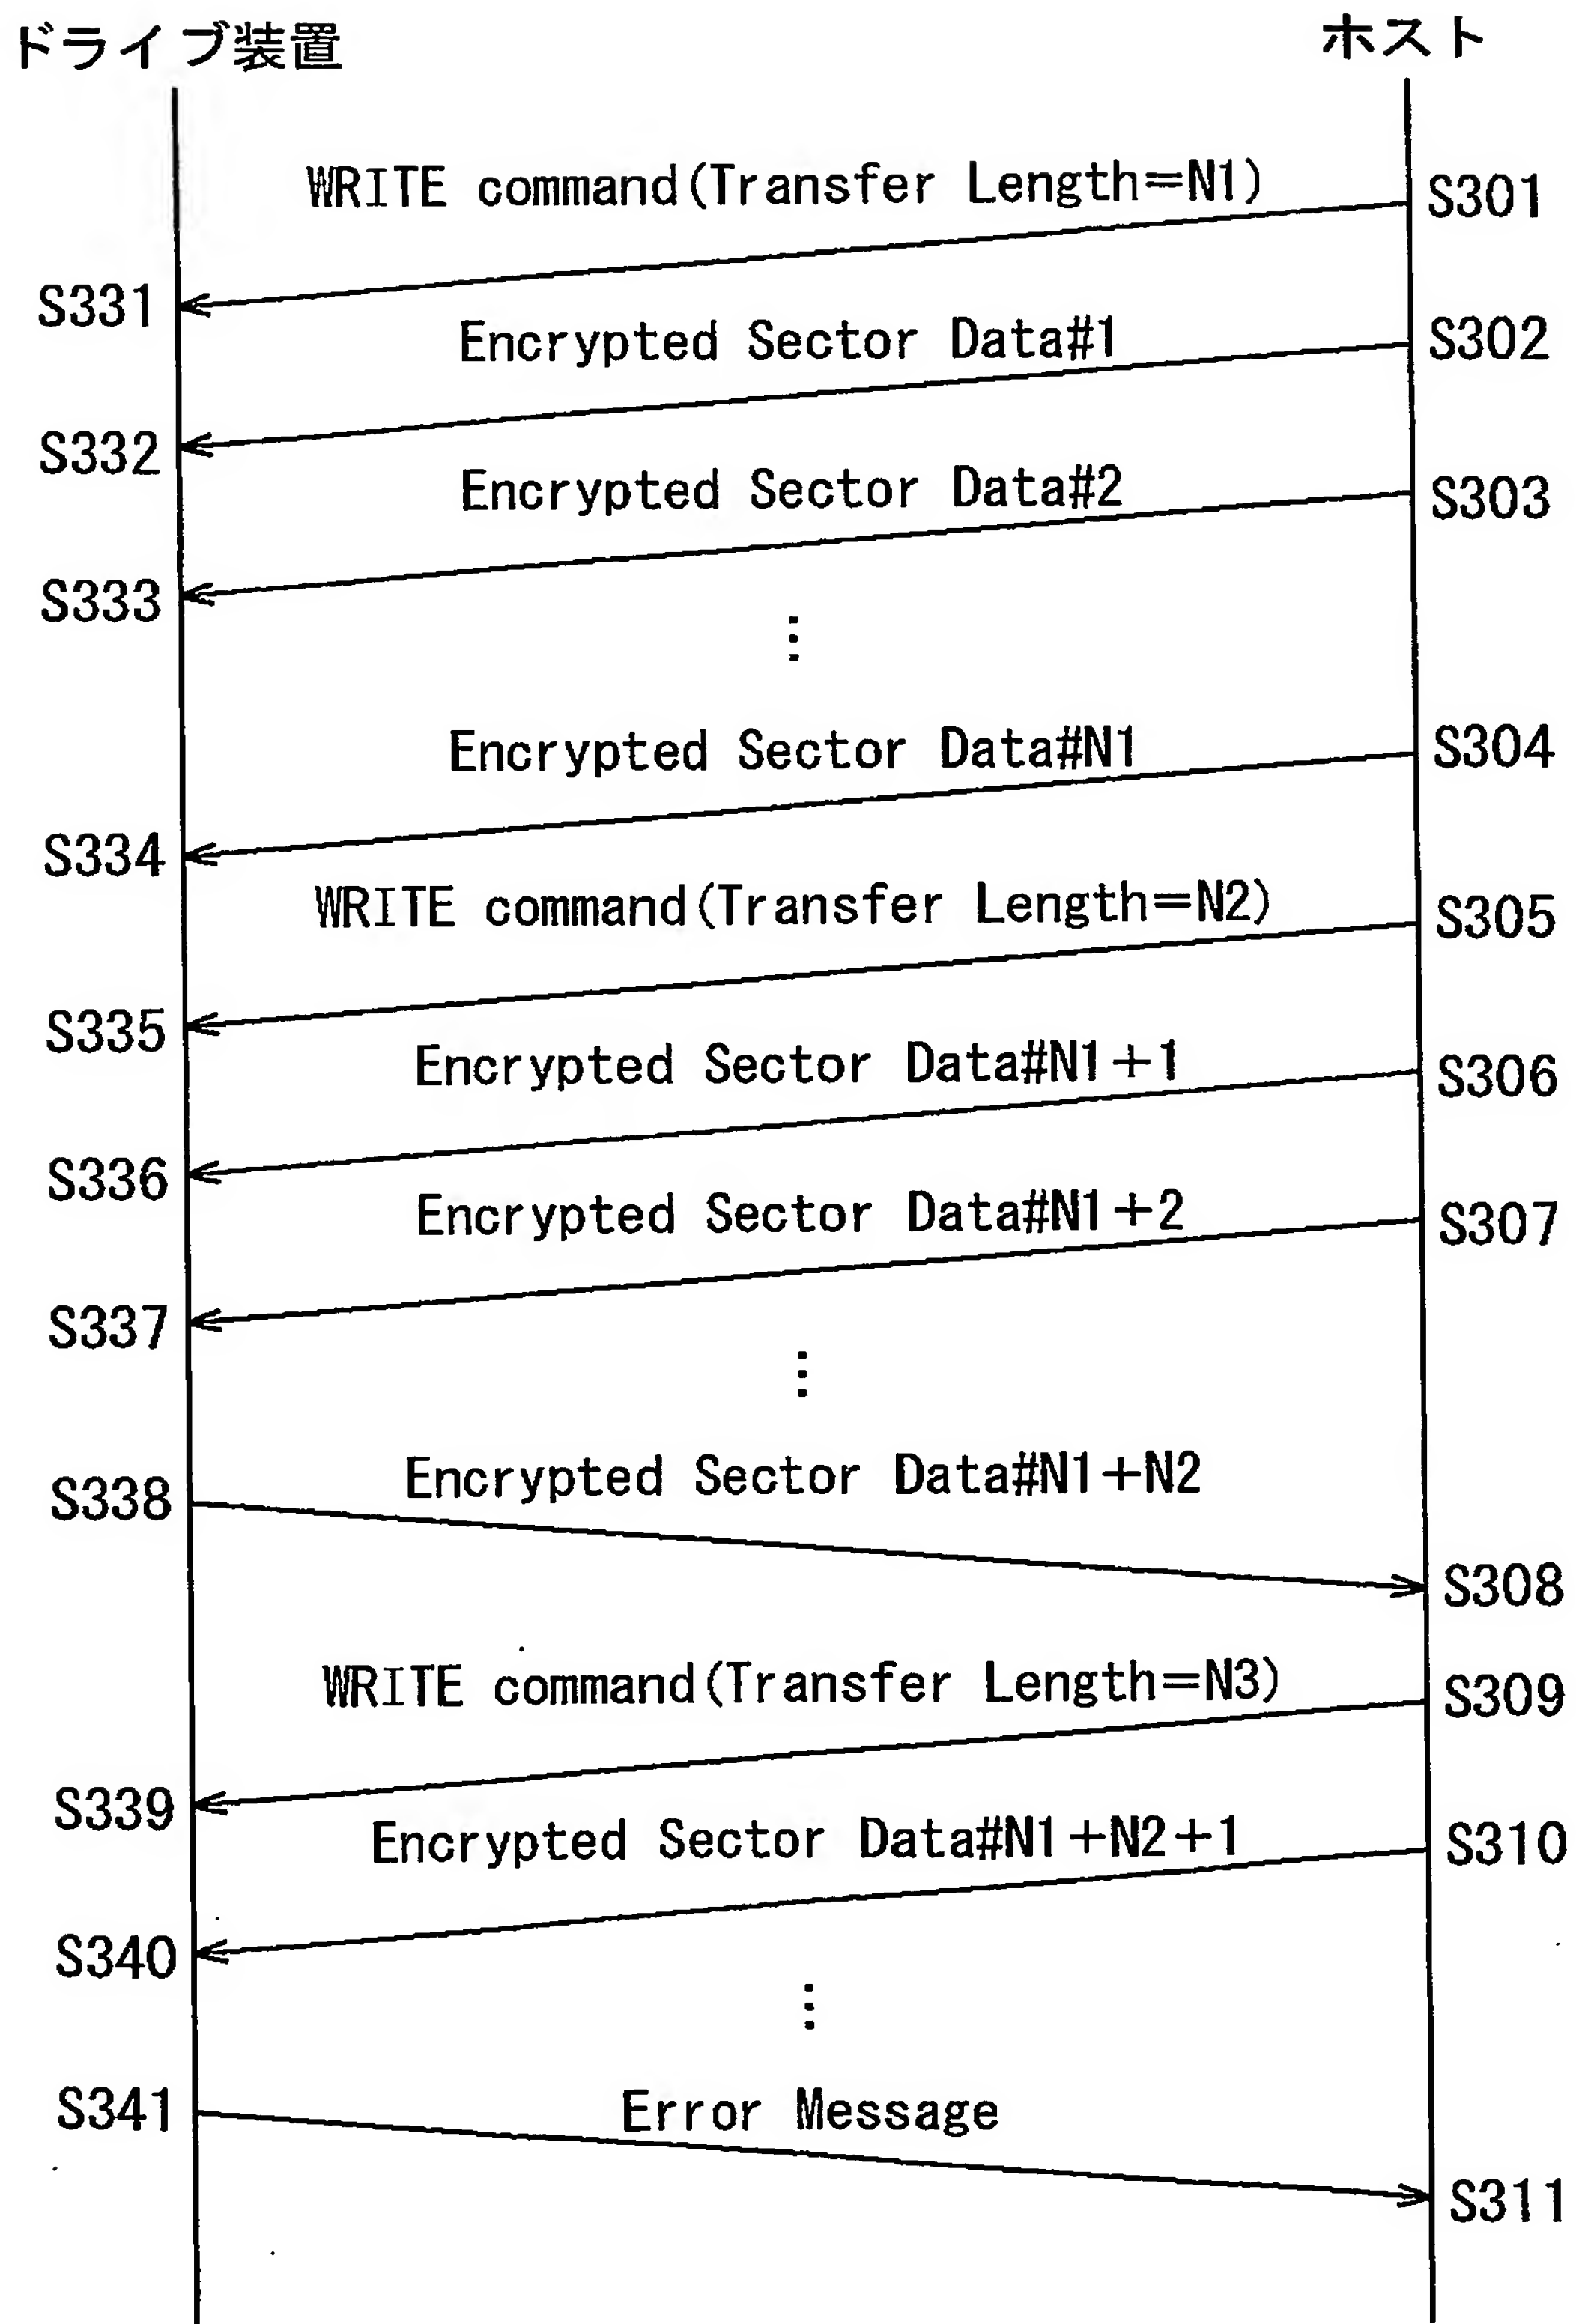 ドライブ装置
ホスト
WRITE command(Transfer Length=N1)
S301
S331
Encrypted Sector Data#1
S302
S332
Encrypted Sector Data#2
S303
S333
⋮
Encrypted Sector Data#N1
S304
S334
WRITE command(Transfer Length=N2)
S305
S335
Encrypted Sector Data#N1+1
S306
S336
Encrypted Sector Data#N1+2
S307
S337
⋮
Encrypted Sector Data#N1+N2
S338
S308
WRITE command(Transfer Length=N3)
S309
S339
Encrypted Sector Data#N1+N2+1
S310
S340
⋮
S341
Error Message
S311